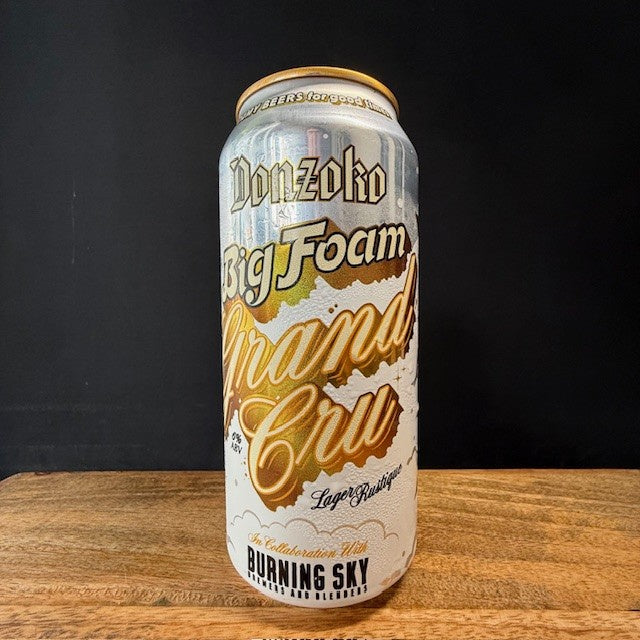 BEERS for good times
Donzoko
Big Foam
Grand
Cru
6%
ABV
Lager Rustique
In Collaboration With
BURNING SKY
BREWERS AND BLENDERS